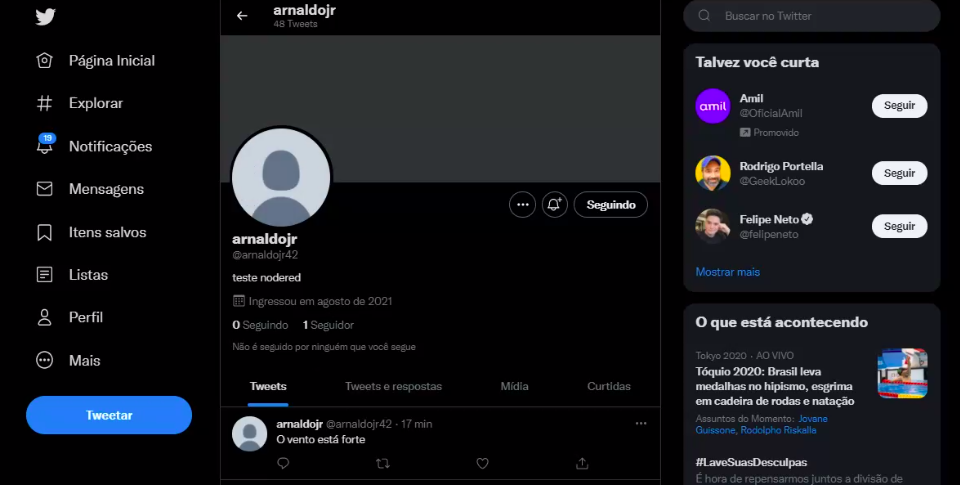 Página Inicial
Explorar
19
Notificações
Mensagens
Itens salvos
Listas
Perfil
Mais
Tweetar
arnaldojr
48 Tweets
Seguindo
arnaldojr
@arnaldojr42
teste nodered
Ingressou em agosto de 2021
0 Seguindo 1 Seguidor
Não é seguido por ninguém que você segue
Tweets Tweets e respostas Mídia Curtidas
arnaldojr @arnaldojr42 · 17 min
O vento está forte
Buscar no Twitter
Talvez você curta
amil
Amil
@OficialAmil
Promovido
Seguir
Rodrigo Portella
@GeekLokoo
Seguir
Felipe Neto
@felipeneto
Seguir
Mostrar mais
O que está acontecendo
Tokyo 2020 · AO VIVO
Tóquio 2020: Brasil leva
medalhas no hipismo, esgrima
em cadeira de rodas e natação
Assuntos do Momento: Jovane
Guissone, Rodolpho Riskalla
#LaveSuasDesculpas
É hora de repensarmos juntos a divisão de